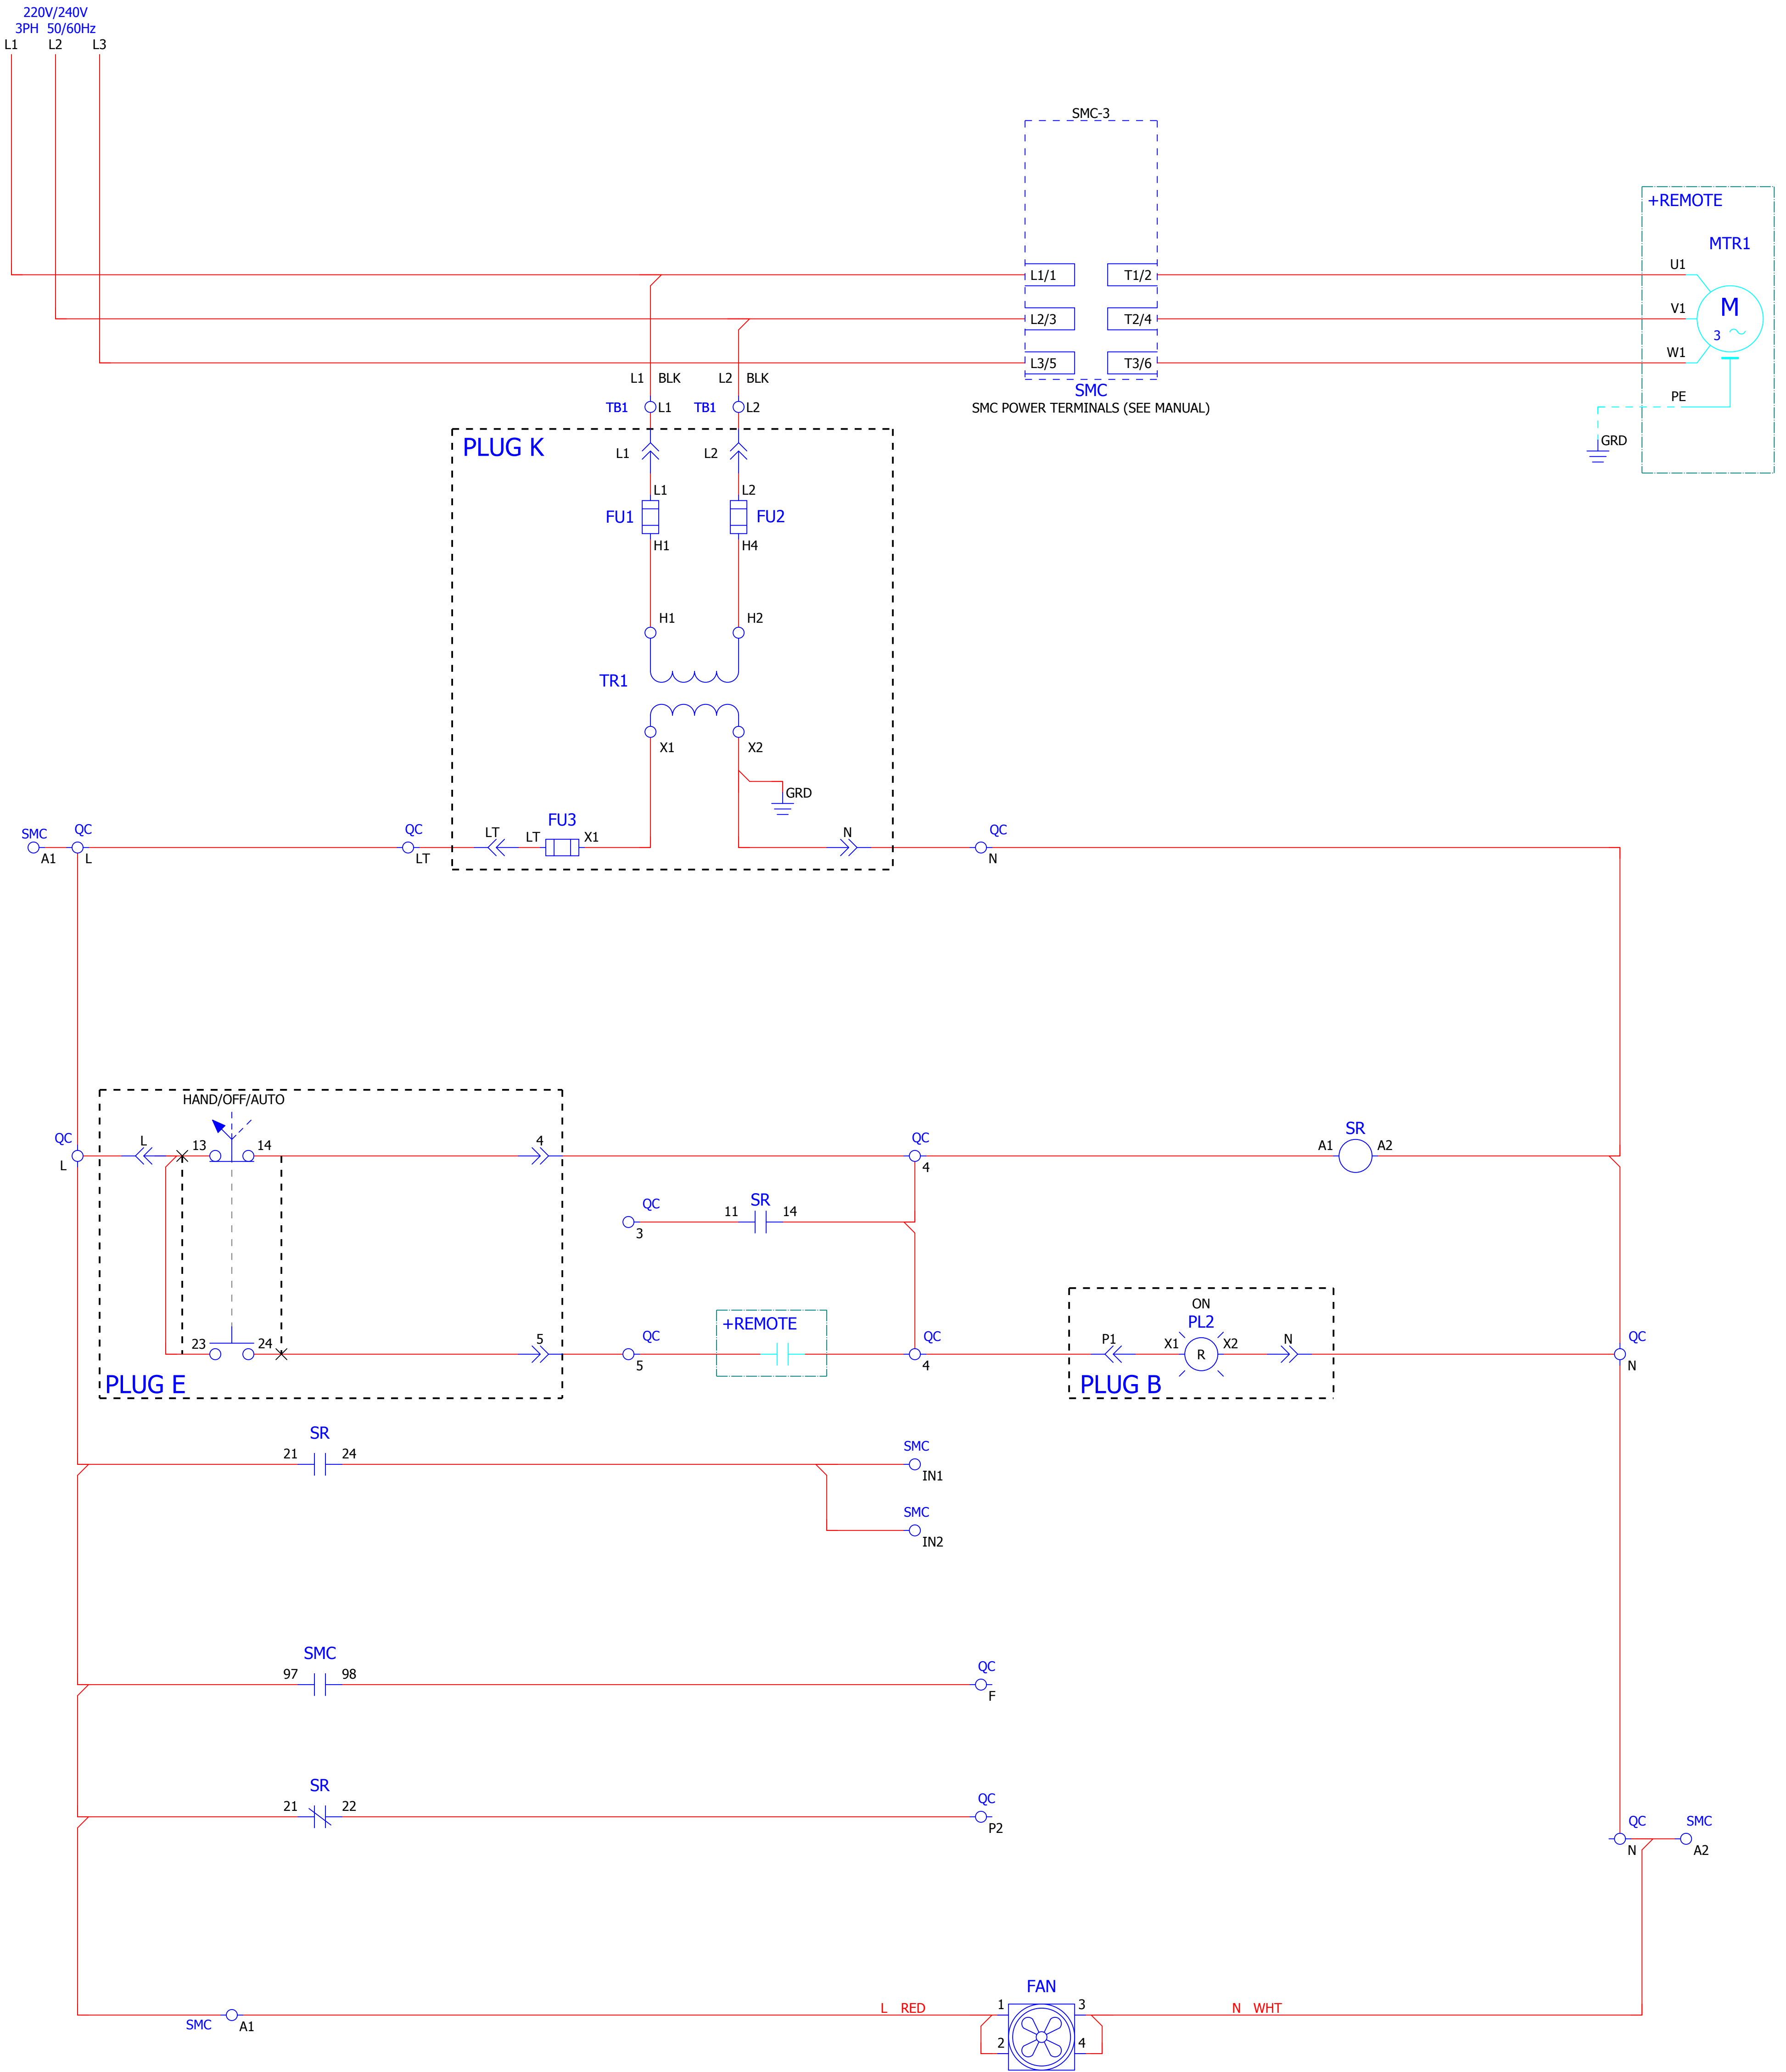 220V/240V
3PH 50/60Hz
L1 L2 L3
SMC-3
+REMOTE
MTR1
L1/1 T1/2 U1
M
3
L2/3 T2/4 V1
L3/5 T3/6 W1
L1 BLK L2 BLK
SMC
SMC POWER TERMINALS (SEE MANUAL)
PE
TB1 L1 TB1 L2
GRD
PLUG K
L1 L2
L1 L2
FU1 FU2
H1 H4
H1 H2
TR1
X1 X2
GRD
FU3
SMC QC QC LT LT X1 N QC
A1 L LT N
HAND/OFF/AUTO
QC L 13 14 4 QC SR
L 4 A1 A2
QC 11 SR 14
3
+REMOTE
ON
PL2
23 24 5 QC QC P1 X1 R X2 N QC
5 4 N
PLUG E
PLUG B
SR
21 24 SMC
IN1
SMC
IN2
SMC
97 98 QC
F
SR
21 22 QC
P2
QC SMC
N A2
FAN
L RED 1 3 N WHT
SMC A1
2 4